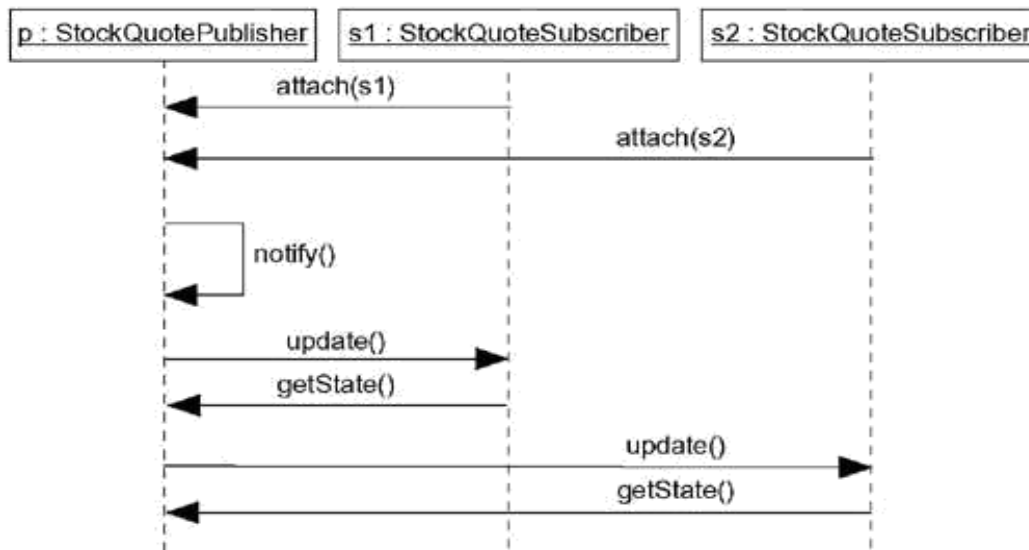 p : StockQuotePublisher
s1 : StockQuoteSubscriber
s2 : StockQuoteSubscriber
attach(s1)
attach(s2)
notify()
update()
getState()
update()
getState()